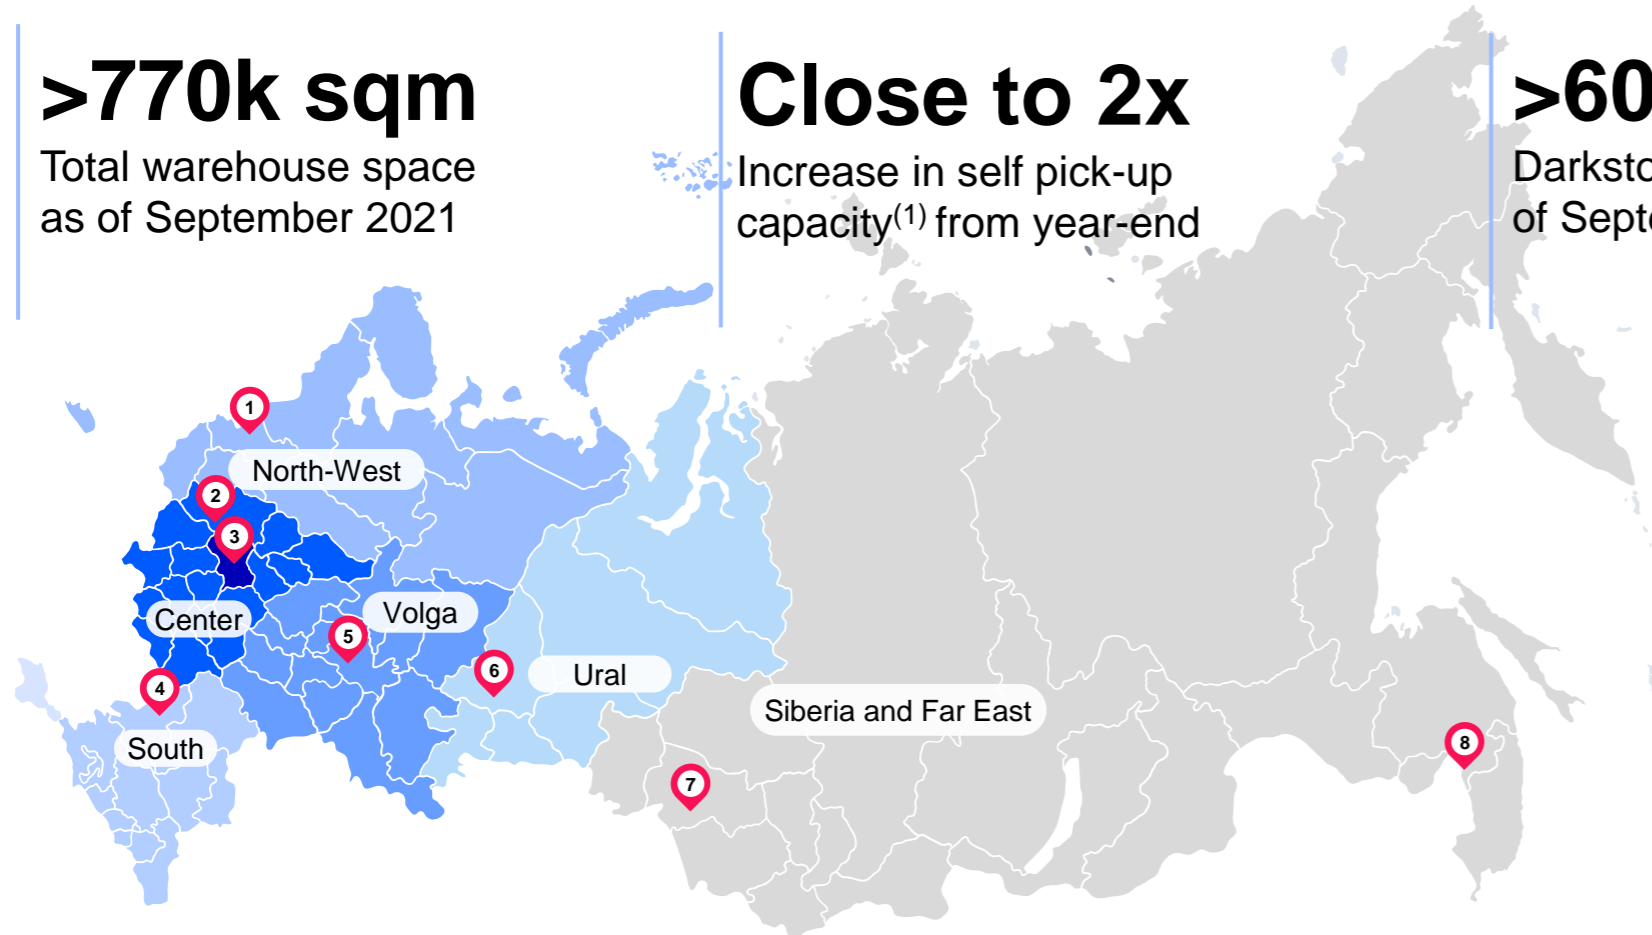 >770k sqm
Total warehouse space
as of September 2021
Close to 2x
Increase in self pick-up
capacity(1) from year-end
>60
of
1
North-West
2
3
Center
Volga
5
6
Ural
4
South
Siberia and Far East
7
8